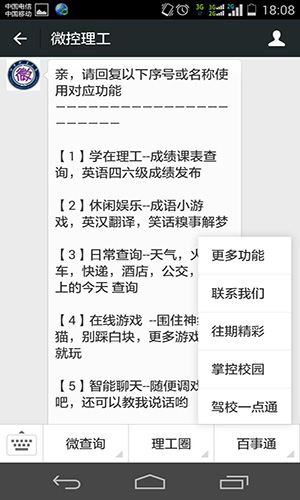 中国电信
中国移动
3G
2G
18:08
微控理工
亲，请回复以下序号或名称使
用对应功能
【1】学在理工--成绩课表查
询，英语四六级成绩发布
【2】休闲娱乐--成语小游
戏，英汉翻译，笑话糗事解梦
【3】日常查询--天气，火
车，快递，酒店，公交，
上的今天 查询
【4】在线游戏 --围住神经
猫，别踩白块，更多游戏
就玩
【5】智能聊天--随便调戏
吧，还可以教我说话哟
更多功能
联系我们
往期精彩
掌控校园
驾校一点通
微查询
理工圈
百事通